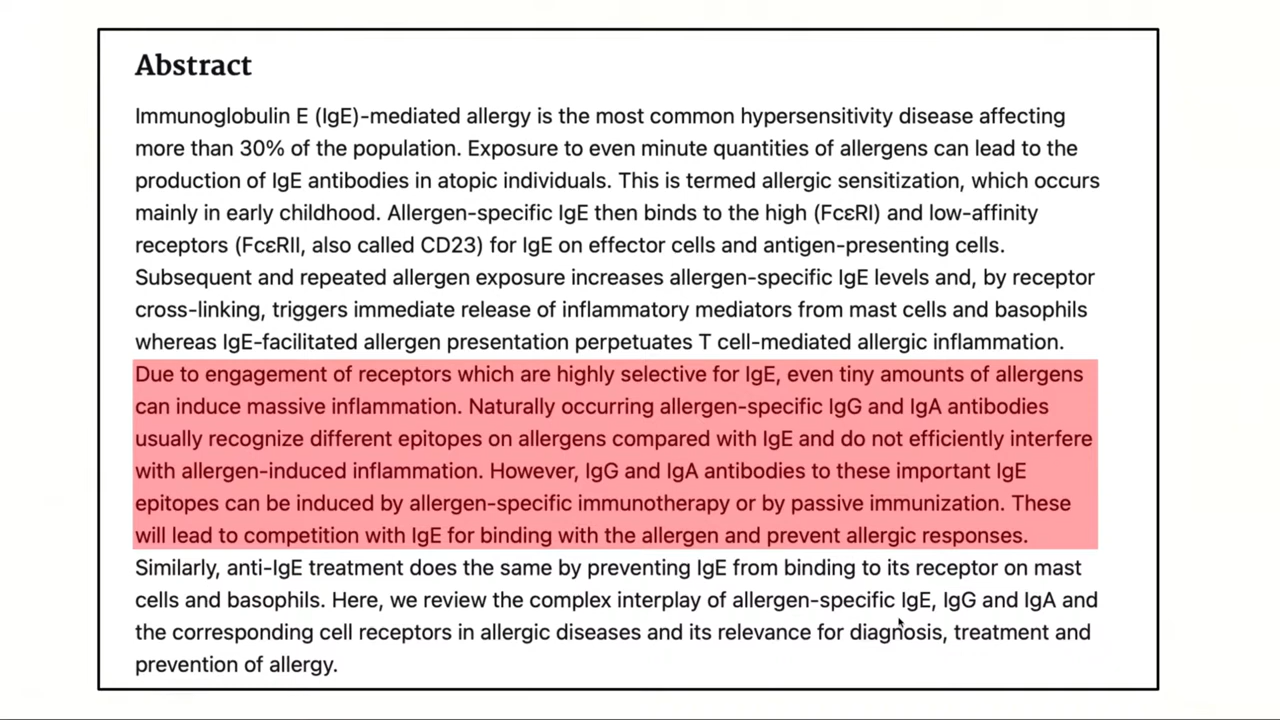 Abstract
Immunoglobulin E (IgE)-mediated allergy is the most common hypersensitivity disease affecting
more than 30% of the population. Exposure to even minute quantities of allergens can lead to the
production of IgE antibodies in atopic individuals. This is termed allergic sensitization, which occurs
mainly in early childhood. Allergen-specific IgE then binds to the high (FcεRI) and low-affinity
receptors (FcεRII, also called CD23) for IgE on effector cells and antigen-presenting cells.
Subsequent and repeated allergen exposure increases allergen-specific IgE levels and, by receptor
cross-linking, triggers immediate release of inflammatory mediators from mast cells and basophils
whereas IgE-facilitated allergen presentation perpetuates T cell-mediated allergic inflammation.
Due to engagement of receptors which are highly selective for IgE, even tiny amounts of allergens
can induce massive inflammation. Naturally occurring allergen-specific IgG and IgA antibodies
usually recognize different epitopes on allergens compared with IgE and do not efficiently interfere
with allergen-induced inflammation. However, IgG and IgA antibodies to these important IgE
epitopes can be induced by allergen-specific immunotherapy or by passive immunization. These
will lead to competition with IgE for binding with the allergen and prevent allergic responses.
Similarly, anti-IgE treatment does the same by preventing IgE from binding to its receptor on mast
cells and basophils. Here, we review the complex interplay of allergen-specific IgE, IgG and IgA and
the corresponding cell receptors in allergic diseases and its relevance for diagnosis, treatment and
prevention of allergy.